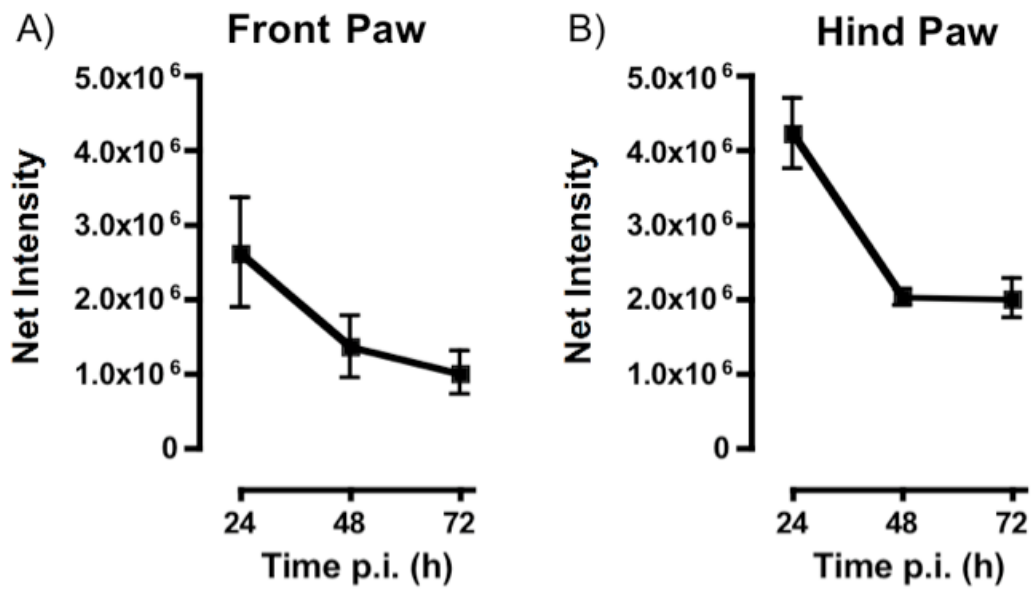 A) Front Paw
5.0x10⁶
4.0x10⁶
3.0x10⁶
2.0x10⁶
1.0x10⁶
0
Net Intensity
24 48 72
Time p.i. (h)
B) Hind Paw
5.0x10⁶
4.0x10⁶
3.0x10⁶
2.0x10⁶
1.0x10⁶
0
Net Intensity
24 48 72
Time p.i. (h)